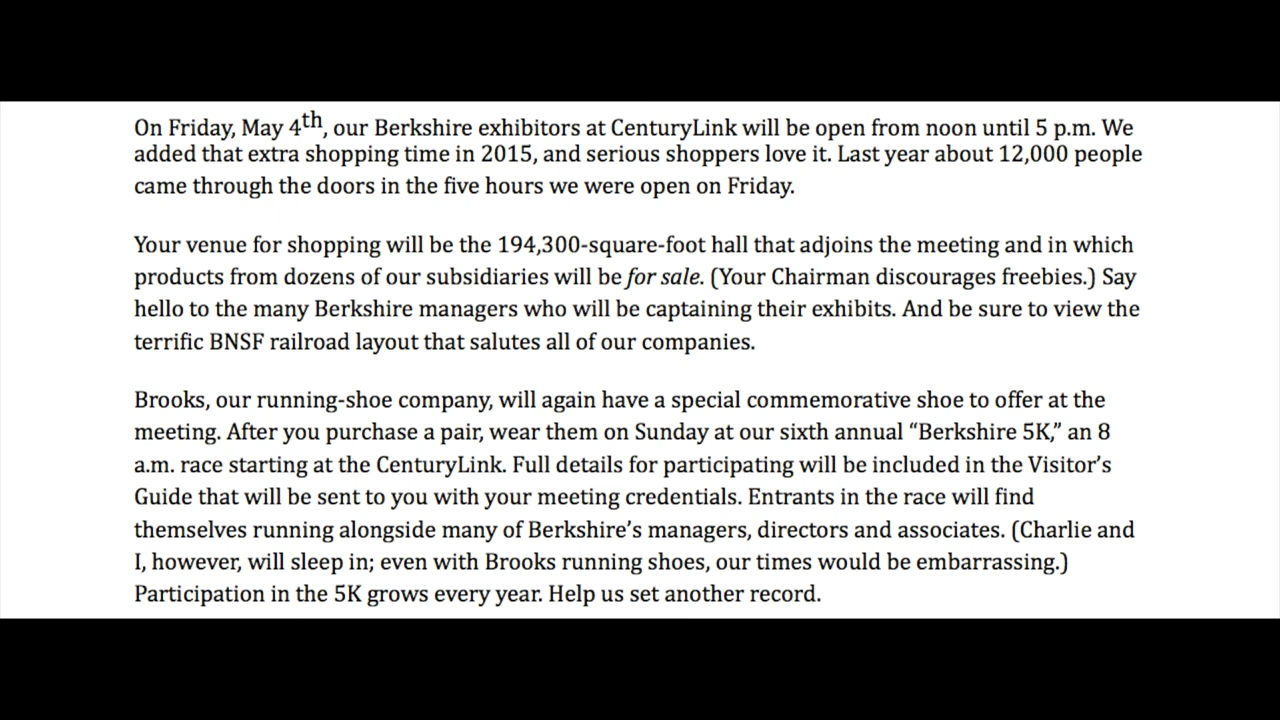 On Friday, May 4th, our Berkshire exhibitors at CenturyLink will be open from noon until 5 p.m. We
added that extra shopping time in 2015, and serious shoppers love it. Last year about 12,000 people
came through the doors in the five hours we were open on Friday.
Your venue for shopping will be the 194,300-square-foot hall that adjoins the meeting and in which
products from dozens of our subsidiaries will be for sale. (Your Chairman discourages freebies.) Say
hello to the many Berkshire managers who will be captaining their exhibits. And be sure to view the
terrific BNSF railroad layout that salutes all of our companies.
Brooks, our running-shoe company, will again have a special commemorative shoe to offer at the
meeting. After you purchase a pair, wear them on Sunday at our sixth annual “Berkshire 5K,” an 8
a.m. race starting at the CenturyLink. Full details for participating will be included in the Visitor’s
Guide that will be sent to you with your meeting credentials. Entrants in the race will find
themselves running alongside many of Berkshire’s managers, directors and associates. (Charlie and
I, however, will sleep in; even with Brooks running shoes, our times would be embarrassing.)
Participation in the 5K grows every year. Help us set another record.